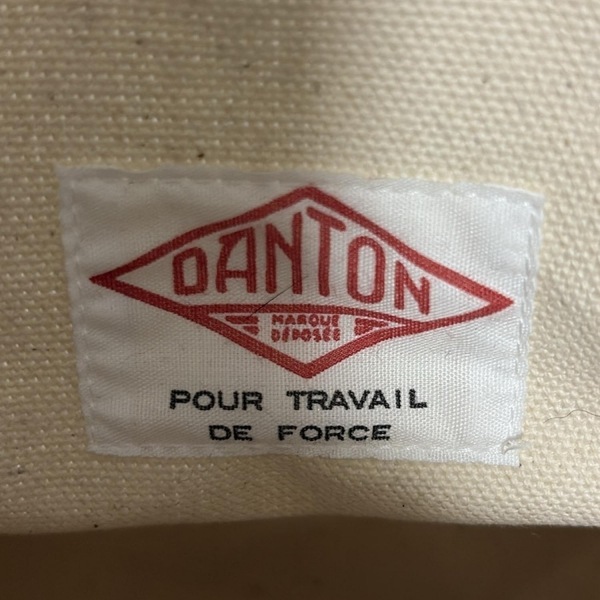 DANTON
MARQUE
DÉPOSÉE
POUR TRAVAIL
DE FORCE